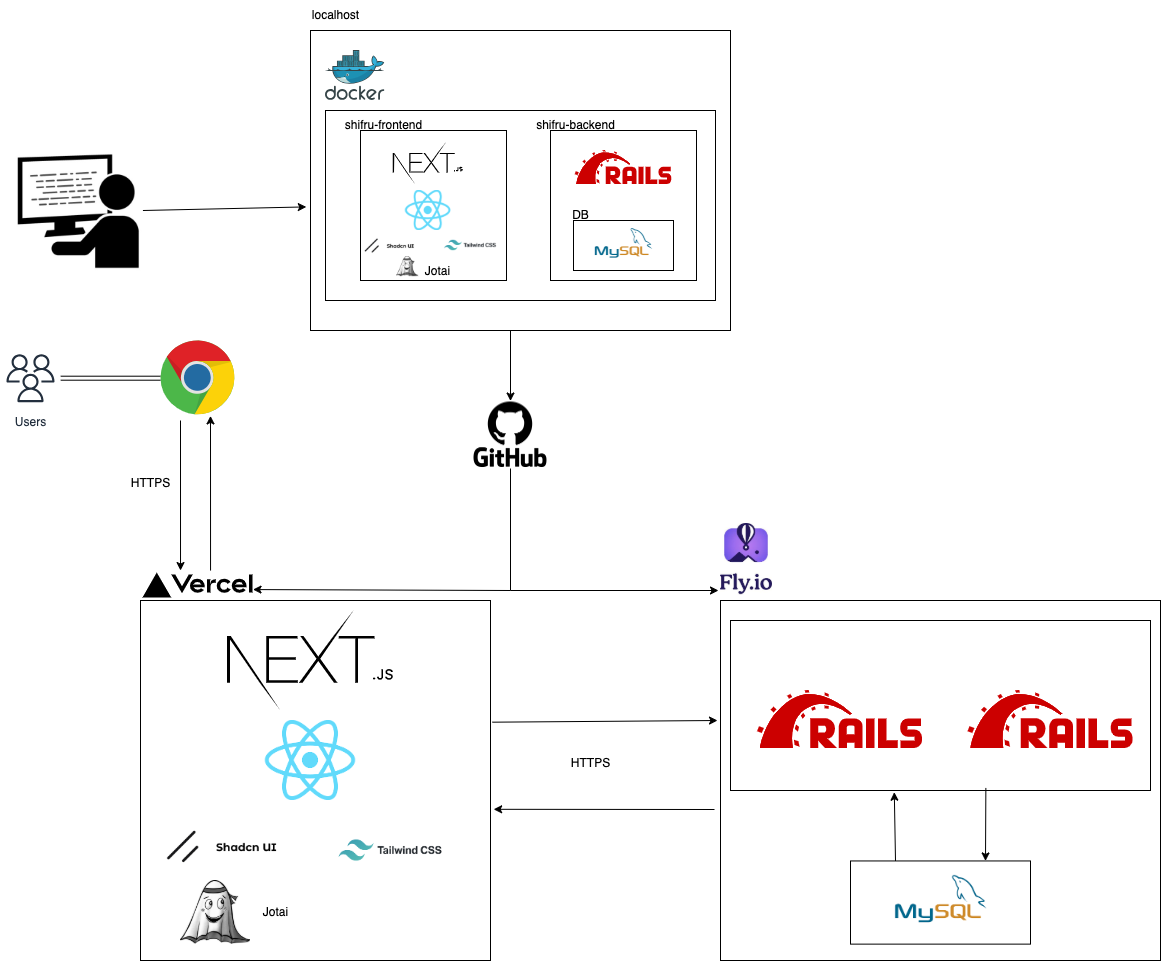 localhost
docker
shifru-frontend
shifru-backend
NEXT.JS
RAILS
DB
MySQL
Shadcn UI
Tailwind CSS
Jotai
Users
GitHub
HTTPS
Vercel
Fly.io
NEXT.JS
RAILS
RAILS
HTTPS
Shadcn UI
Tailwind CSS
Jotai
MySQL